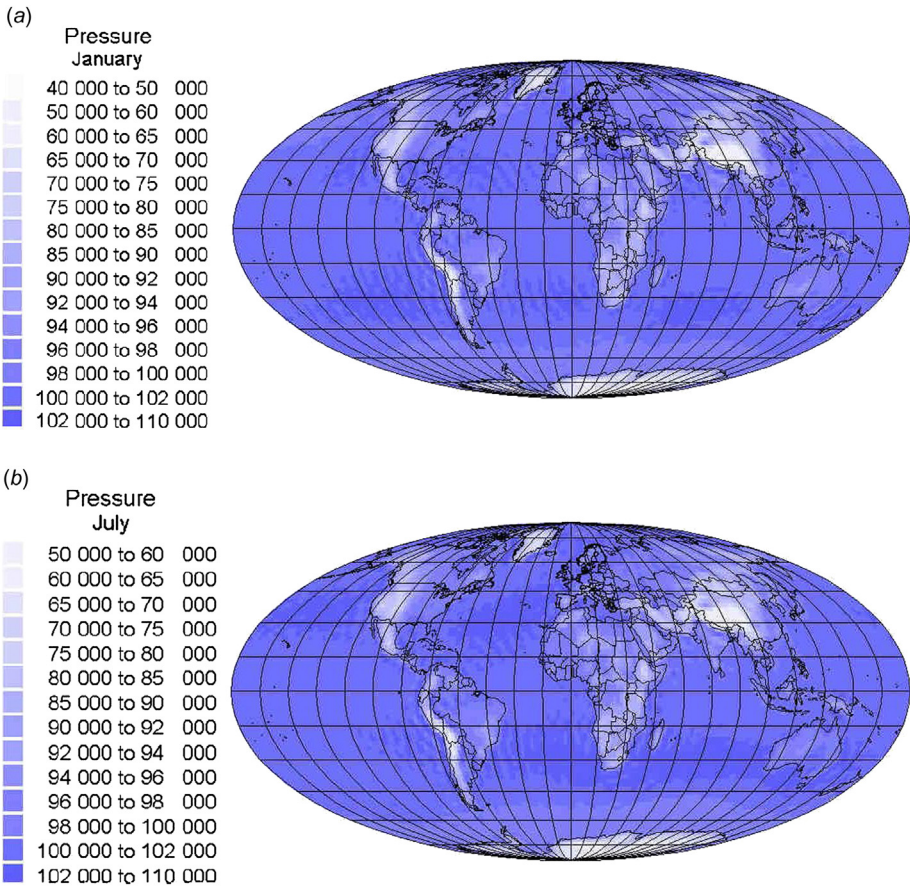 (a)
Pressure
January
40 000 to 50 000
50 000 to 60 000
60 000 to 65 000
65 000 to 70 000
70 000 to 75 000
75 000 to 80 000
80 000 to 85 000
85 000 to 90 000
90 000 to 92 000
92 000 to 94 000
94 000 to 96 000
96 000 to 98 000
98 000 to 100 000
100 000 to 102 000
102 000 to 110 000
(b)
Pressure
July
50 000 to 60 000
60 000 to 65 000
65 000 to 70 000
70 000 to 75 000
75 000 to 80 000
80 000 to 85 000
85 000 to 90 000
90 000 to 92 000
92 000 to 94 000
94 000 to 96 000
96 000 to 98 000
98 000 to 100 000
100 000 to 102 000
102 000 to 110 000